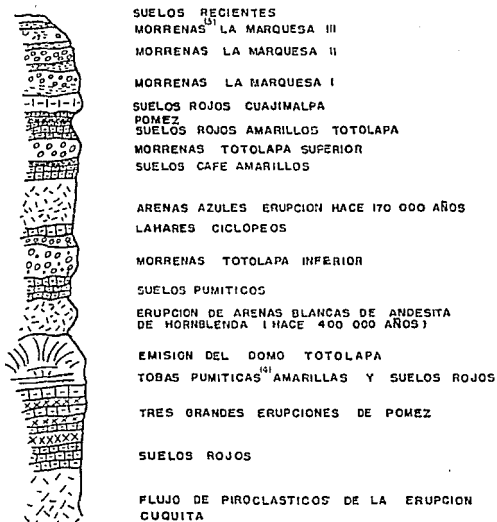 SUELOS RECIENTES
MORRENAS(5) LA MARQUESA III
MORRENAS LA MARQUESA II
MORRENAS LA MARQUESA I
SUELOS ROJOS CUAJIMALPA
POMEZ
SUELOS ROJOS AMARILLOS TOTOLAPA
MORRENAS TOTOLAPA SUPERIOR
SUELOS CAFE AMARILLOS
ARENAS AZULES ERUPCION HACE 170 000 AÑOS
LAHARES CICLOPEOS
MORRENAS TOTOLAPA INFERIOR
SUELOS PUMITICOS
ERUPCION DE ARENAS BLANCAS DE ANDESITA
DE HORNBLENDA (HACE 400 000 AÑOS)
EMISION DEL DOMO TOTOLAPA
TOBAS PUMITICAS(4) AMARILLAS Y SUELOS ROJOS
TRES GRANDES ERUPCIONES DE POMEZ
SUELOS ROJOS
FLUJO DE PIROCLASTICOS DE LA ERUPCION
CUQUITA